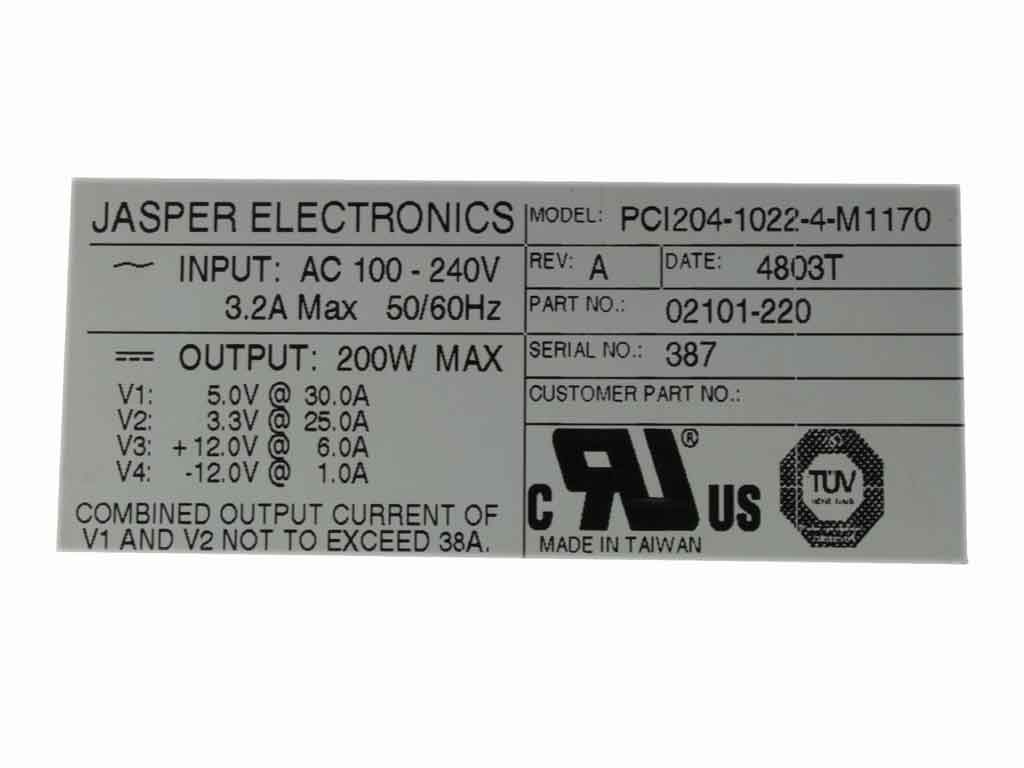 JASPER ELECTRONICS
INPUT: AC 100 - 240V
3.2A Max 50/60Hz
OUTPUT: 200W MAX
V1: 5.0V @ 30.0A
V2: 3.3V @ 25.0A
V3: +12.0V @ 6.0A
V4: -12.0V @ 1.0A
COMBINED OUTPUT CURRENT OF
V1 AND V2 NOT TO EXCEED 38A.
MODEL: PCI204-1022-4-M1170
REV: A DATE: 4803T
PART NO.: 02101-220
SERIAL NO.: 387
CUSTOMER PART NO.:
C RU® US
MADE IN TAIWAN
TÜV